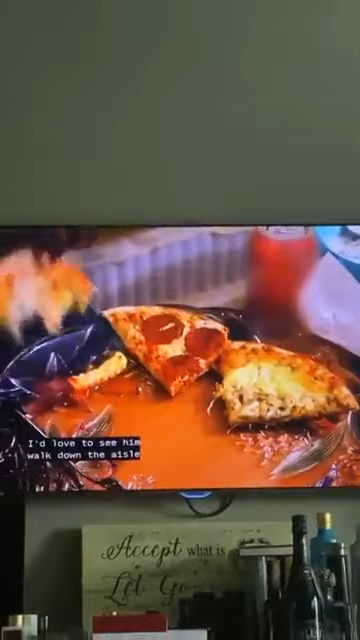 I'd love to see him
walk down the aisle
Accept what is
Let Go